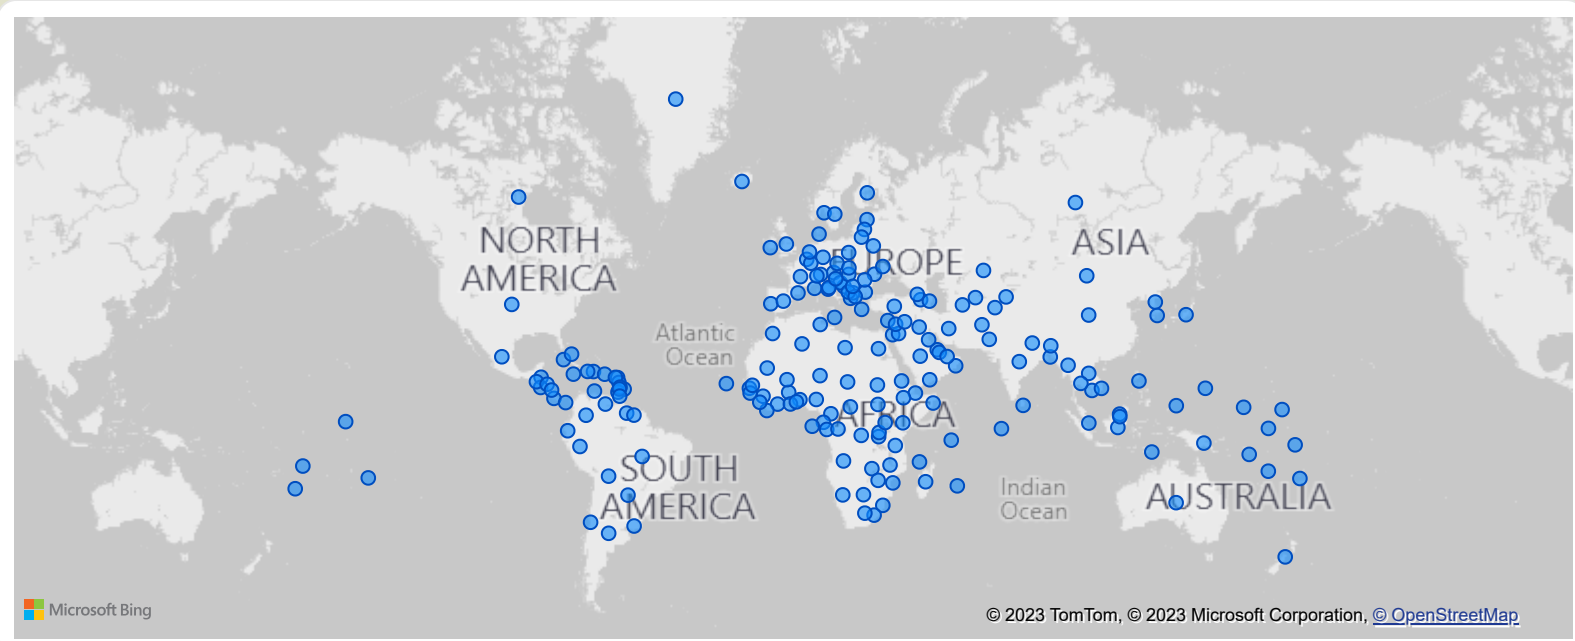 NORTH
AMERICA
EUROPE
ASIA
Atlantic
Ocean
AFRICA
SOUTH
AMERICA
Indian
Ocean
AUSTRALIA
Microsoft Bing
© 2023 TomTom, © 2023 Microsoft Corporation, © OpenStreetMap